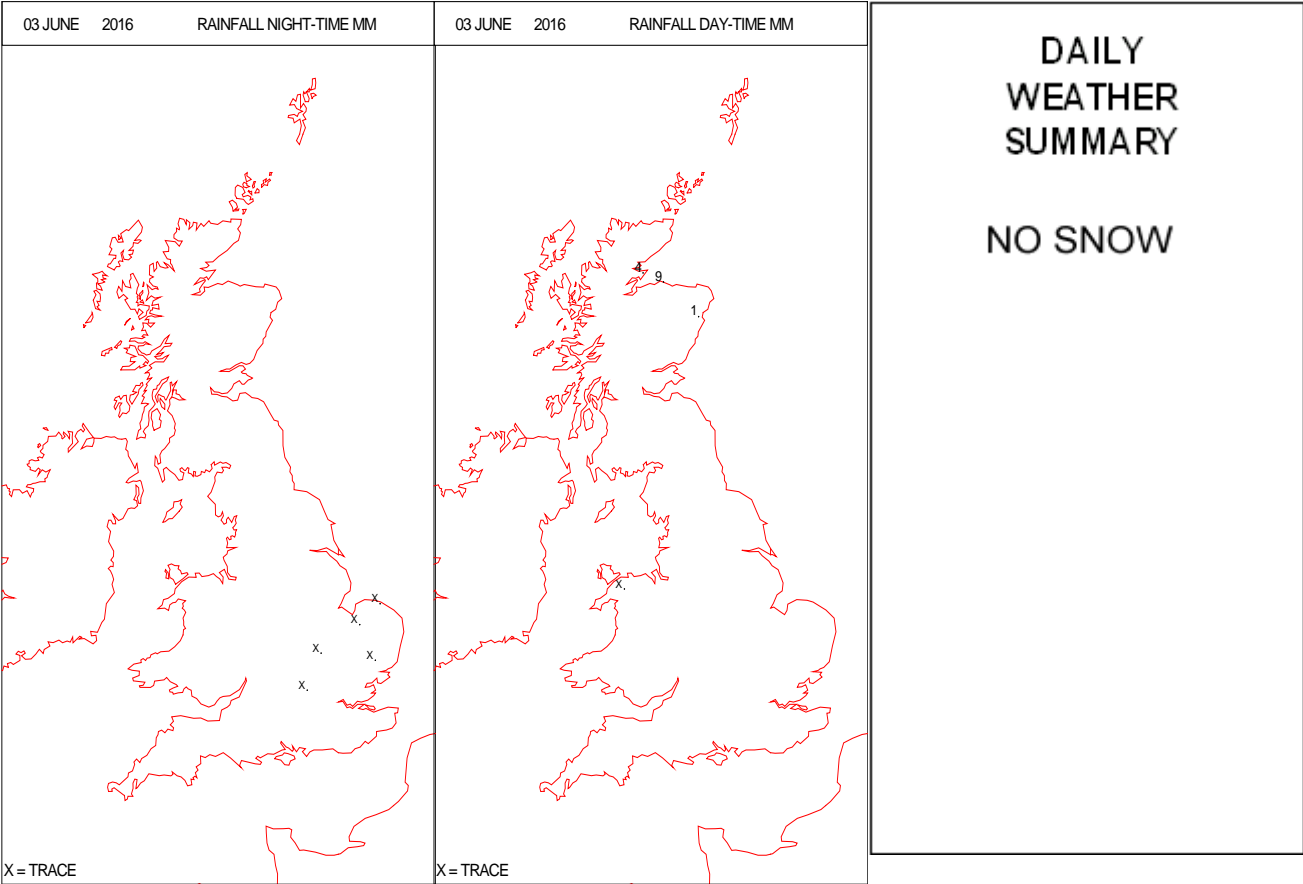 03 JUNE 2016 RAINFALL NIGHT-TIME MM
X.
X.
X.
X.
X.
X = TRACE
03 JUNE 2016 RAINFALL DAY-TIME MM
4.
9.
1.
X.
X = TRACE
DAILY
WEATHER
SUMMARY
NO SNOW